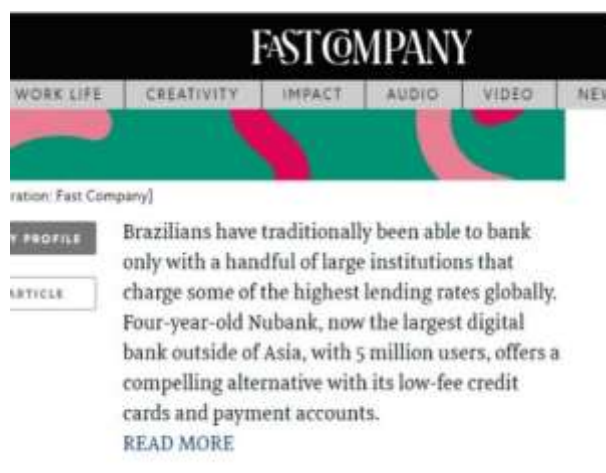 FAST COMPANY
WORK LIFE CREATIVITY IMPACT AUDIO VIDEO NEW
ration: Fast Company]
Y PROFILE
ARTICLE
Brazilians have traditionally been able to bank
only with a handful of large institutions that
charge some of the highest lending rates globally.
Four-year-old Nubank, now the largest digital
bank outside of Asia, with 5 million users, offers a
compelling alternative with its low-fee credit
cards and payment accounts.
READ MORE